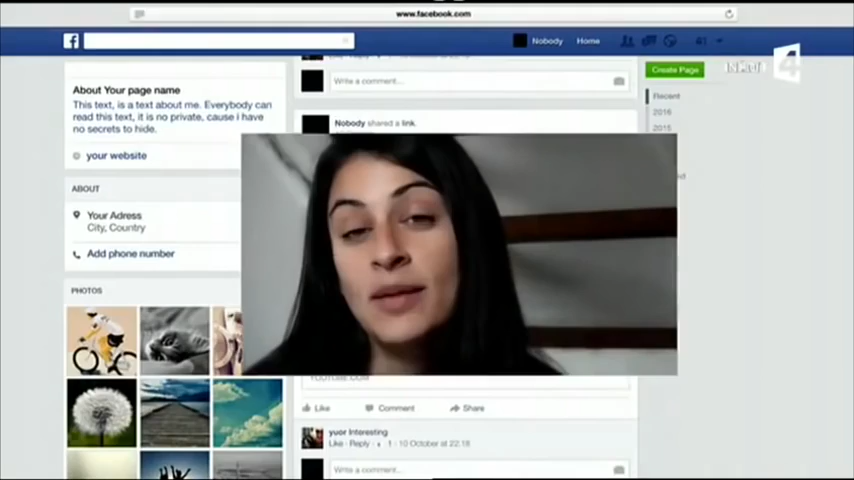 www.facebook.com
f
Nobody Home
4
Write a comment...
Create Page
Recent
2016
2015
About Your page name
This text, is a text about me. Everybody can
read this text, it is no private, cause i have
no secrets to hide.
your website
Nobody shared a link.
ABOUT
Your Adress
City, Country
Add phone number
PHOTOS
YOUTUBE.COM
Like Comment Share
yuor Interesting
Like · Reply · 1 · 10 October at 22.18
Write a comment...